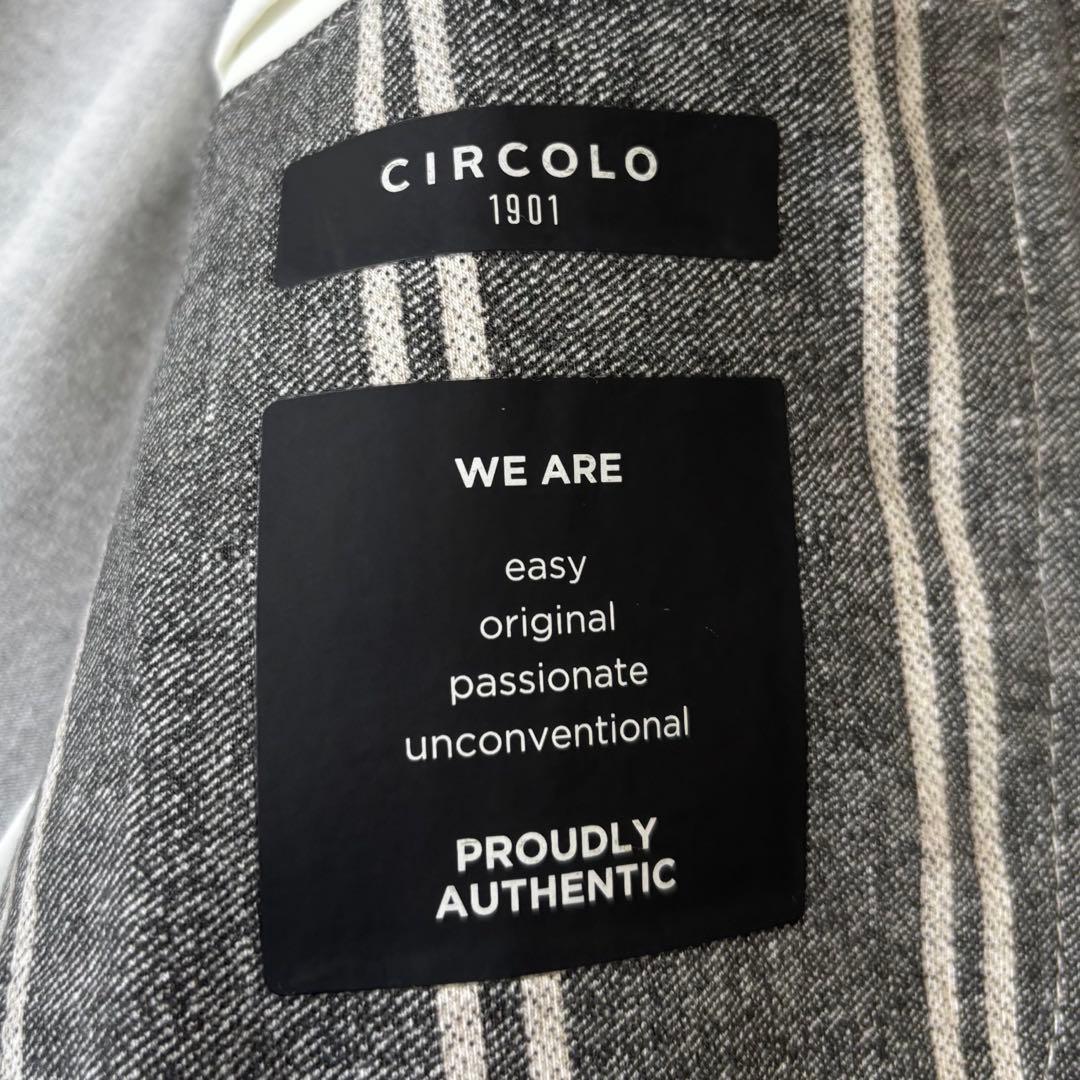 CIRCOLO
1901
WE ARE
easy
original
passionate
unconventional
PROUDLY
AUTHENTIC